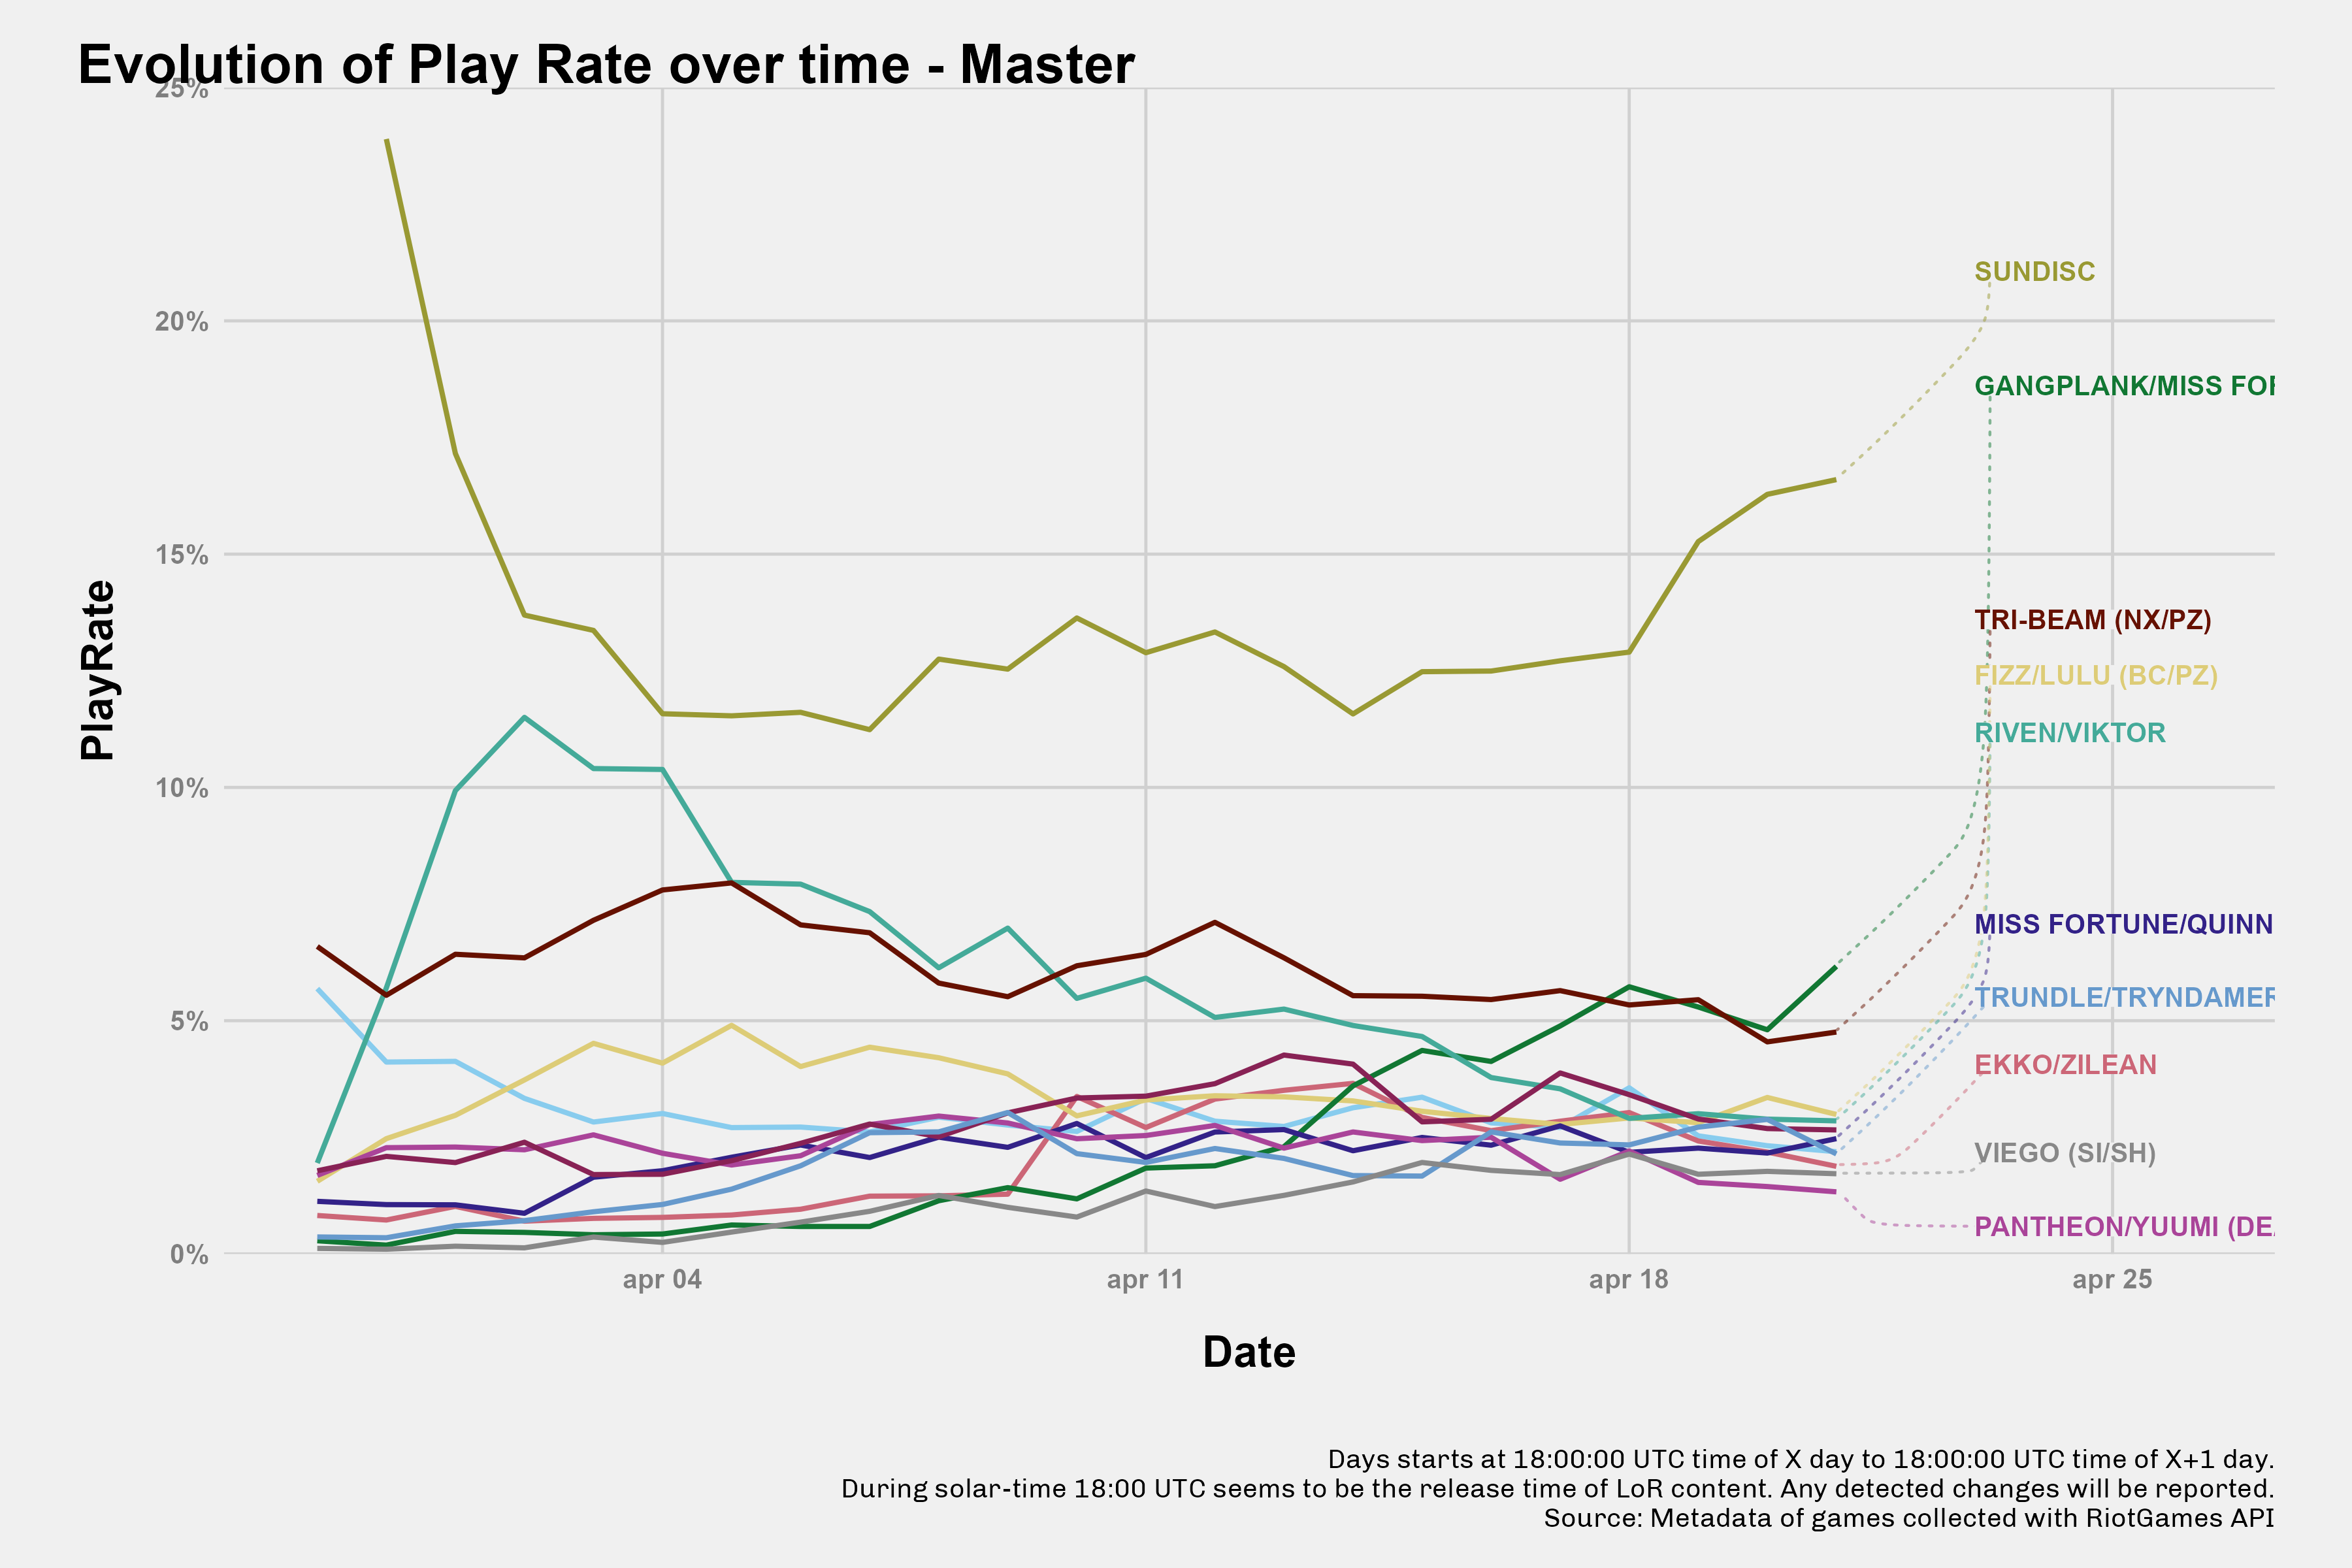 Evolution of Play Rate over time - Master
25%
20%
15%
10%
5%
0%
PlayRate
SUNDISC
GANGPLANK/MISS FOR
TRI-BEAM (NX/PZ)
FIZZ/LULU (BC/PZ)
RIVEN/VIKTOR
MISS FORTUNE/QUINN
TRUNDLE/TRYNDAMER
EKKO/ZILEAN
VIEGO (SI/SH)
PANTHEON/YUUMI (DE
apr 04
apr 11
apr 18
apr 25
Date
Days starts at 18:00:00 UTC time of X day to 18:00:00 UTC time of X+1 day.
During solar-time 18:00 UTC seems to be the release time of LoR content. Any detected changes will be reported.
Source: Metadata of games collected with RiotGames API